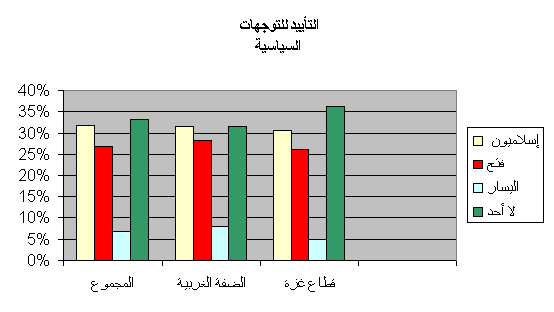 التأييد للتوجهات
السياسية
40%
35%
30%
25%
20%
15%
10%
5%
0%
المجموع
الضفة الغربية
قطاع غزة
إسلاميون
فتح
اليسار
لا أحد